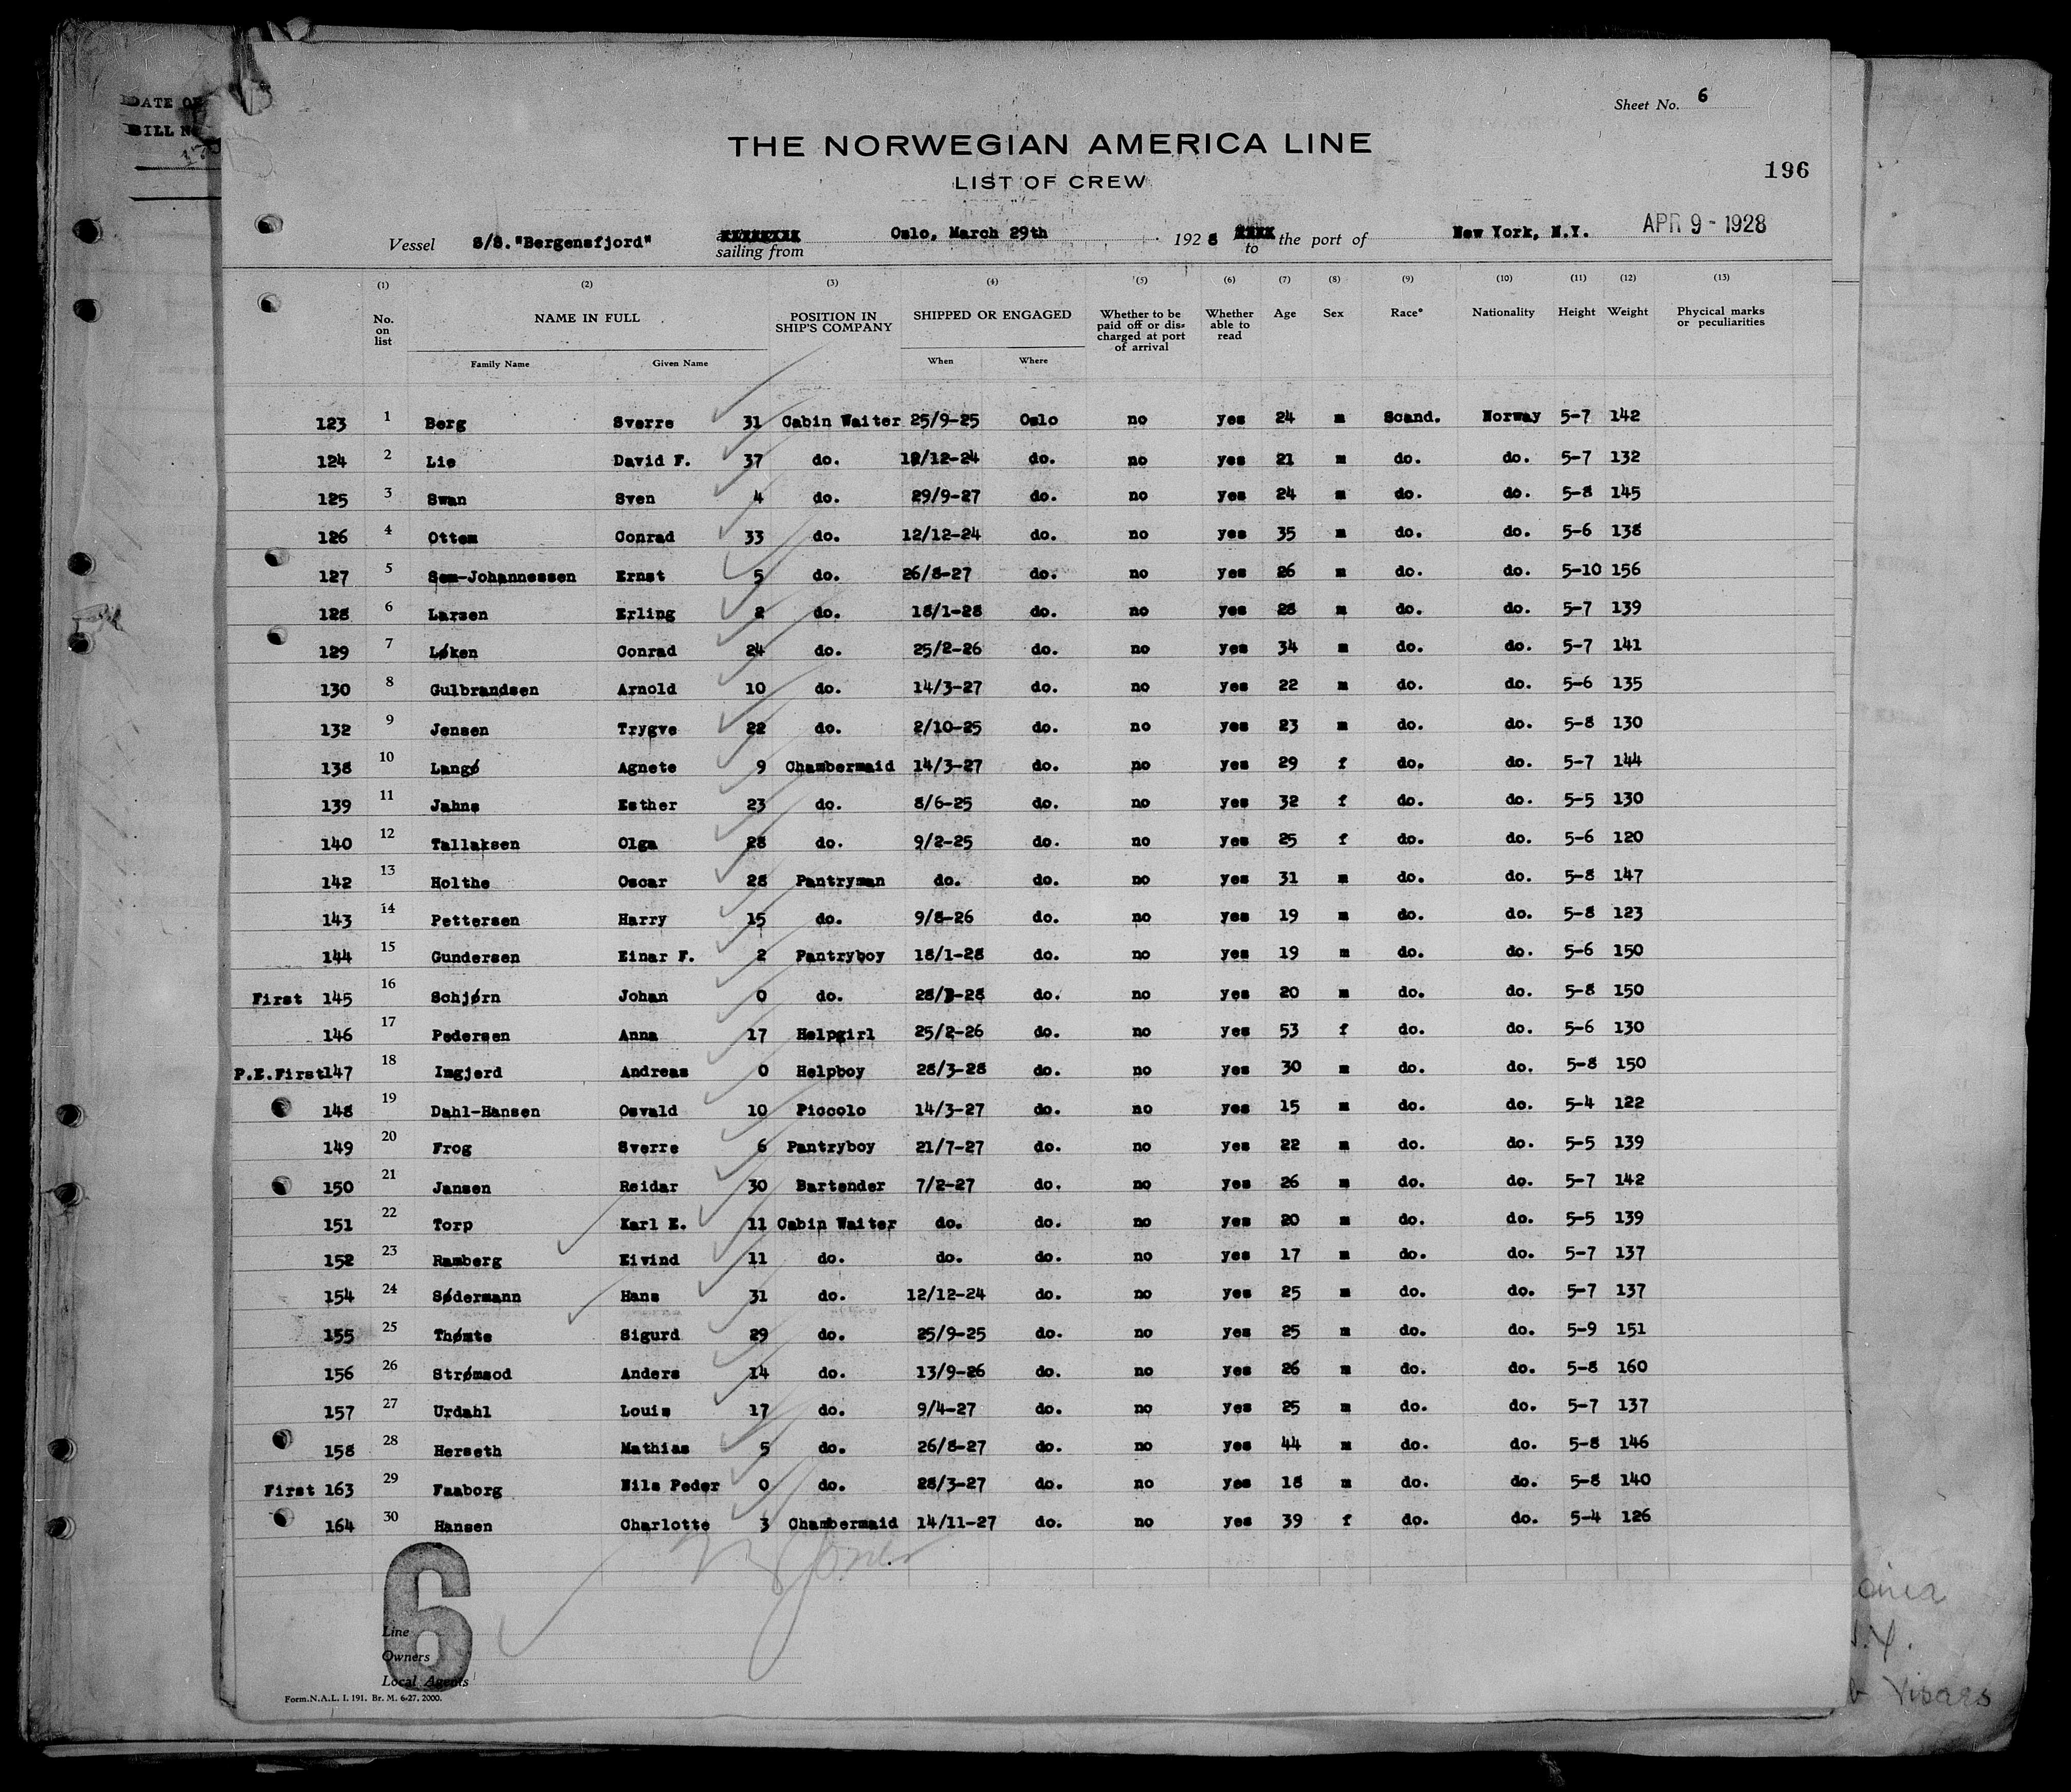 DATE OF
BILL N
Sheet No. 6
THE NORWEGIAN AMERICA LINE
196
LIST OF CREW
Vessel S/S."Bergensfjord" sailing from Oslo, March 29th 1928 to the port of New York, N.Y. APR 9 - 1928
(1) (2) (3) (4) (5) (6) (7) (8) (9) (10) (11) (12) (13)
No. on list NAME IN FULL Family Name Given Name POSITION IN SHIP'S COMPANY SHIPPED OR ENGAGED When Where Whether to be paid off or discharged at port of arrival Whether able to read Age Sex Race* Nationality Height Weight Phycical marks or peculiarities
123 1 Berg Sverre 31 Cabin Waiter 25/9-25 Oslo no yes 24 m Scand. Norway 5-7 142
124 2 Lie David F. 37 do. 12/12-24 do. no yes 21 m do. do. 5-7 132
125 3 Swan Sven 4 do. 29/9-27 do. no yes 24 m do. do. 5-8 145
126 4 Ottem Conrad 33 do. 12/12-24 do. no yes 35 m do. do. 5-6 138
127 5 Sem-Johannessen Ernst 5 do. 26/8-27 do. no yes 26 m do. do. 5-10 156
128 6 Larsen Erling 2 do. 18/1-28 do. no yes 28 m do. do. 5-7 139
129 7 Løken Conrad 24 do. 25/2-26 do. no yes 34 m do. do. 5-7 141
130 8 Gulbrandsen Arnold 10 do. 14/3-27 do. no yes 22 m do. do. 5-6 135
132 9 Jensen Trygve 22 do. 2/10-25 do. no yes 23 m do. do. 5-8 130
138 10 Langø Agnete 9 Chambermaid 14/3-27 do. no yes 29 f do. do. 5-7 144
139 11 Jahns Esther 23 do. 8/6-25 do. no yes 32 f do. do. 5-5 130
140 12 Tallaksen Olga 28 do. 9/2-25 do. no yes 25 f do. do. 5-6 120
142 13 Holthe Oscar 28 Pantryman do. do. no yes 31 m do. do. 5-8 147
143 14 Pettersen Harry 15 do. 9/8-26 do. no yes 19 m do. do. 5-8 123
144 15 Gundersen Einar F. 2 Pantryboy 18/1-28 do. no yes 19 m do. do. 5-6 150
First 145 16 Schjørn Johan 0 do. 28/3-28 do. no yes 20 m do. do. 5-8 150
146 17 Pedersen Anna 17 Helpgirl 25/2-26 do. no yes 53 f do. do. 5-6 130
P.E.First 147 18 Ingjerd Andreas 0 Helpboy 28/3-28 do. no yes 30 m do. do. 5-8 150
148 19 Dahl-Hansen Osvald 10 Piccolo 14/3-27 do. no yes 15 m do. do. 5-4 122
149 20 Frog Sverre 6 Pantryboy 21/7-27 do. no yes 22 m do. do. 5-5 139
150 21 Jansen Reidar 30 Bartender 7/2-27 do. no yes 26 m do. do. 5-7 142
151 22 Torp Karl E. 11 Cabin Waiter do. do. no yes 20 m do. do. 5-5 139
152 23 Ramberg Eivind 11 do. do. do. no yes 17 m do. do. 5-7 137
154 24 Sødermann Hans 31 do. 12/12-24 do. no yes 25 m do. do. 5-7 137
155 25 Thømte Sigurd 29 do. 25/9-25 do. no yes 25 m do. do. 5-9 151
156 26 Strømsod Anders 14 do. 13/9-26 do. no yes 26 m do. do. 5-8 160
157 27 Urdahl Louis 17 do. 9/4-27 do. no yes 25 m do. do. 5-7 137
158 28 Herseth Mathias 5 do. 26/8-27 do. no yes 44 m do. do. 5-8 146
First 163 29 Faaborg Nils Peder 0 do. 28/3-27 do. no yes 18 m do. do. 5-8 140
164 30 Hansen Charlotte 3 Chambermaid 14/11-27 do. no yes 39 f do. do. 5-4 126
6
Line
Owners
Local Agents
Form.N.A.L. I. 191. Br. M. 6-27. 2000.